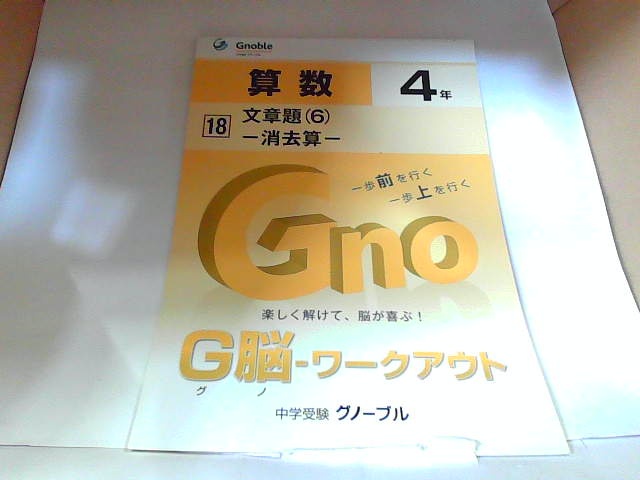 Gnoble
算数
4年
18
文章題(6)
ー消去算ー
一歩前を行く
一歩上を行く
Gno
楽しく解けて、脳が喜ぶ！
G脳-ワークアウト
グ ノ
中学受験 グノーブル